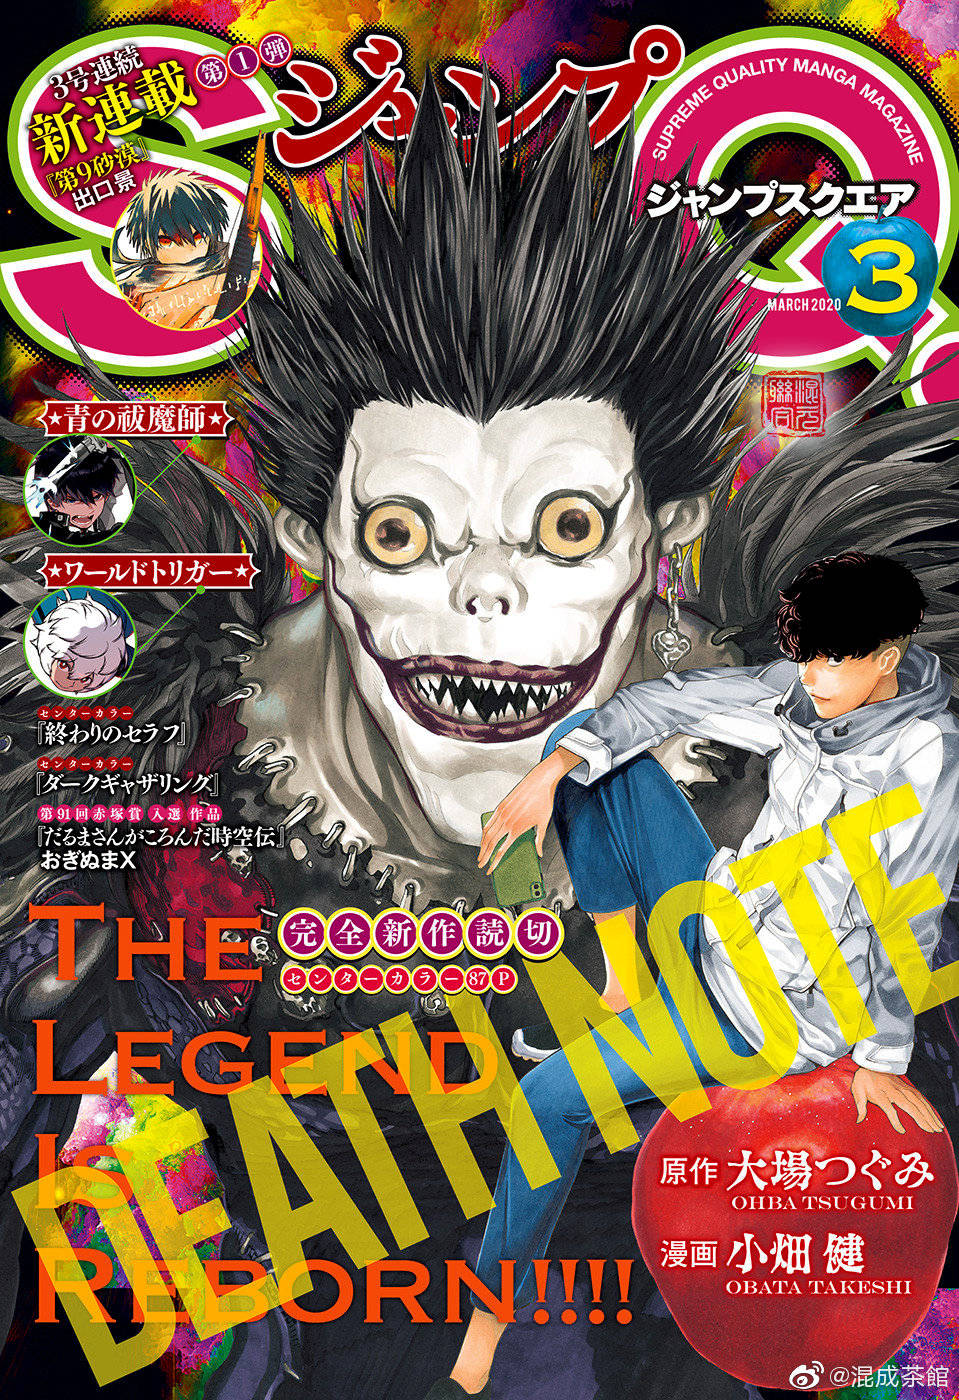 3号連続
新連載
第1弾
『第9砂漠』
出口景
SQ.
ジャンプ
SUPREME QUALITY MANGA MAGAZINE
ジャンプスクエア
MARCH 2020
3
★青の祓魔師★
★ワールドトリガー★
センターカラー
『終わりのセラフ』
センターカラー
『ダークギャザリング』
第91回赤塚賞 入選 作品
『だるまさんがころんだ時空伝』
おぎぬまX
THE
LEGEND
IS
REBORN!!!!
完全新作読切
センターカラー87P
DEATH NOTE
原作 大場つぐみ
OHBA TSUGUMI
漫画 小畑 健
OBATA TAKESHI
@混成茶館